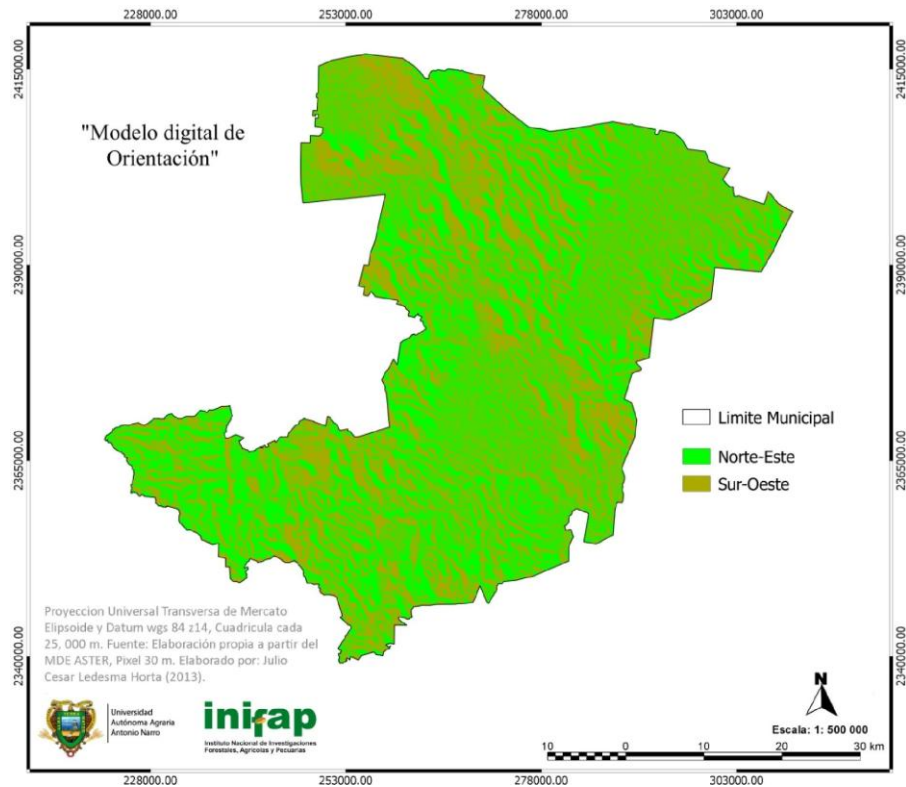 228000.00 253000.00 278000.00 303000.00
2415000.00
2390000.00
2365000.00
2340000.00
"Modelo digital de
Orientación"
2415000.00
2390000.00
2365000.00
2340000.00
Limite Municipal
Norte-Este
Sur-Oeste
Proyeccion Universal Transversa de Mercato
Elipsoide y Datum wgs 84 z14, Cuadricula cada
25, 000 m. Fuente: Elaboración propia a partir del
MDE ASTER, Pixel 30 m. Elaborado por: Julio
Cesar Ledesma Horta (2013).
Universidad
Autónoma Agraria
Antonio Narro
inifap
Instituto Nacional de Investigaciones
Forestales, Agrícolas y Pecuarias
N
Escala: 1: 500 000
10 0 10 20 30 km
228000.00 253000.00 278000.00 303000.00